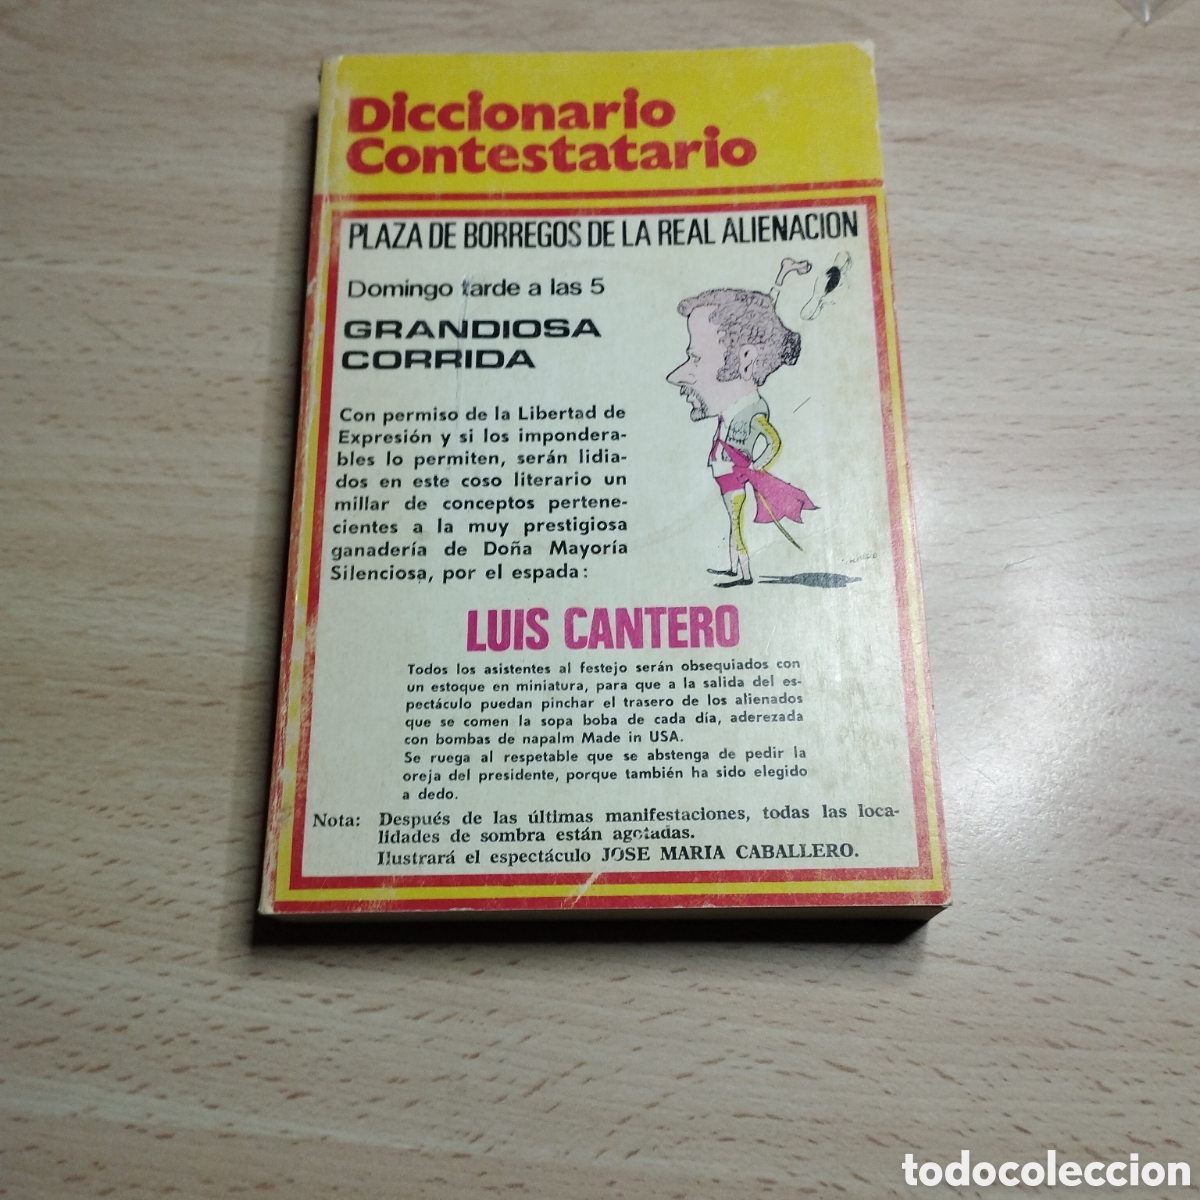 Diccionario
Contestatario
PLAZA DE BORREGOS DE LA REAL ALIENACION
Domingo tarde a las 5
GRANDIOSA
CORRIDA
Con permiso de la Libertad de
Expresión y si los impondera-
bles lo permiten, serán lidia-
dos en este coso literario un
millar de conceptos pertene-
cientes a la muy prestigiosa
ganadería de Doña Mayoría
Silenciosa, por el espada:
LUIS CANTERO
Todos los asistentes al festejo serán obsequiados con
un estoque en miniatura, para que a la salida del es-
pectáculo puedan pinchar el trasero de los alienados
que se comen la sopa boba de cada día, aderezada
con bombas de napalm Made in USA.
Se ruega al respetable que se abstenga de pedir la
oreja del presidente, porque también ha sido elegido
a dedo.
Nota: Después de las últimas manifestaciones, todas las loca-
lidades de sombra están agotadas.
Ilustrará el espectáculo JOSE MARIA CABALLERO.
todocoleccion